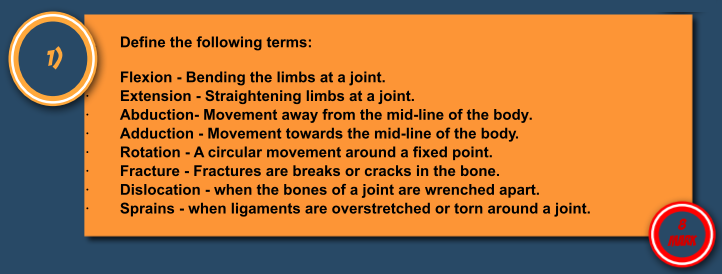 1)
Define the following terms:
Flexion - Bending the limbs at a joint.
· Extension - Straightening limbs at a joint.
· Abduction- Movement away from the mid-line of the body.
· Adduction - Movement towards the mid-line of the body.
· Rotation - A circular movement around a fixed point.
· Fracture - Fractures are breaks or cracks in the bone.
· Dislocation - when the bones of a joint are wrenched apart.
· Sprains - when ligaments are overstretched or torn around a joint.